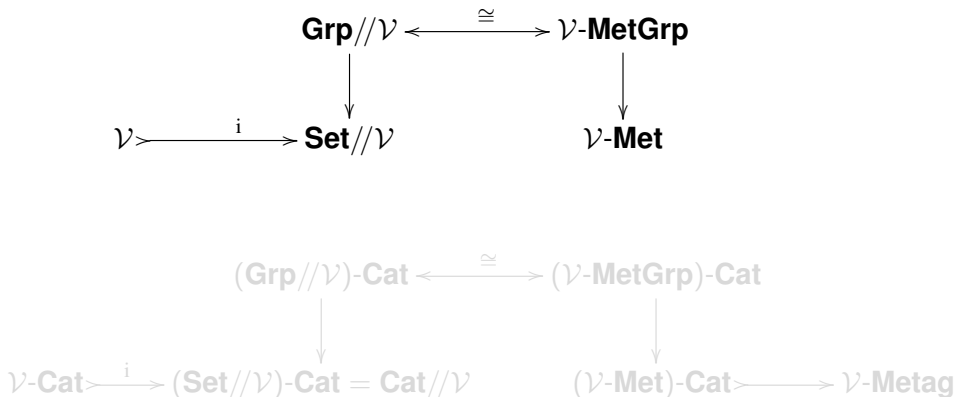 ≅
Grp//𝒱 𝒱-MetGrp
i
𝒱 Set//𝒱 𝒱-Met
≅
(Grp//𝒱)-Cat (𝒱-MetGrp)-Cat
i
𝒱-Cat (Set//𝒱)-Cat = Cat//𝒱 (𝒱-Met)-Cat 𝒱-Metag